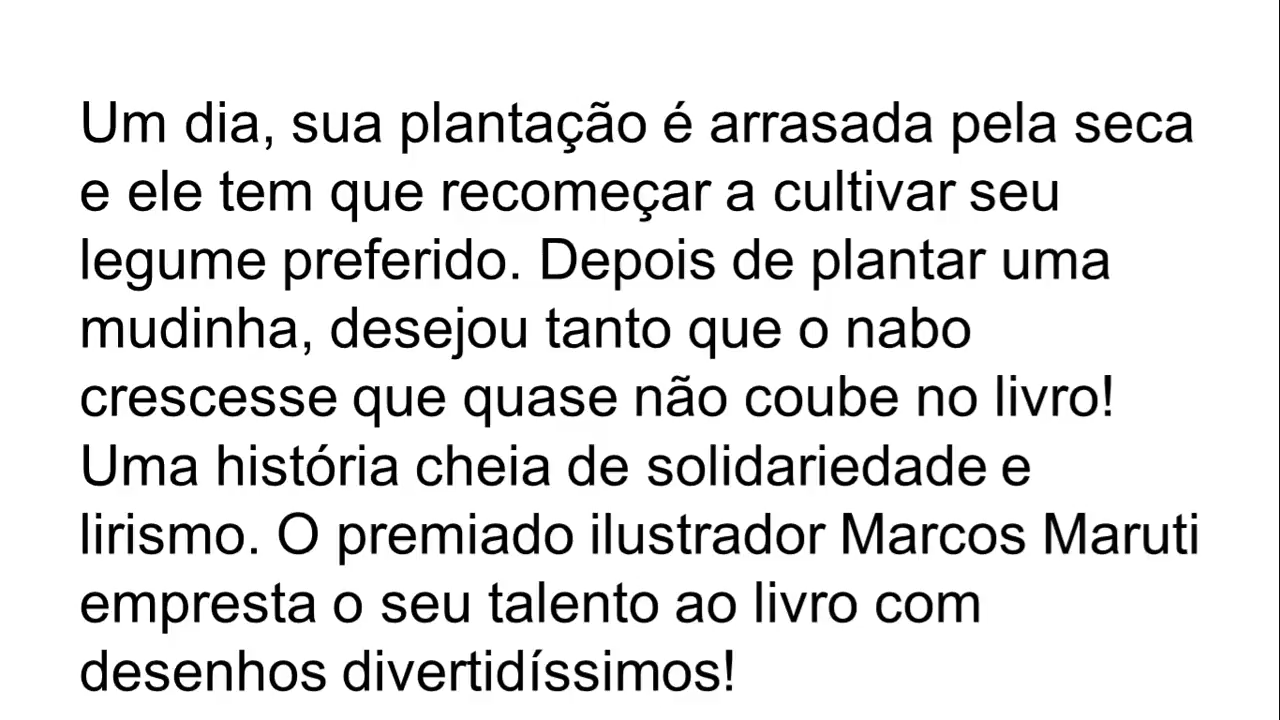 Um dia, sua plantação é arrasada pela seca
e ele tem que recomeçar a cultivar seu
legume preferido. Depois de plantar uma
mudinha, desejou tanto que o nabo
crescesse que quase não coube no livro!
Uma história cheia de solidariedade e
lirismo. O premiado ilustrador Marcos Maruti
empresta o seu talento ao livro com
desenhos divertidíssimos!